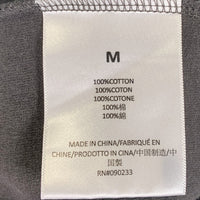 M
100%COTTON
100%COTON
100%COTONE
100%棉
100%綿
MADE IN CHINA/FABRIQUÉ EN
CHINE/PRODOTTO IN CINA/中国制造/中
国製
RN#090233